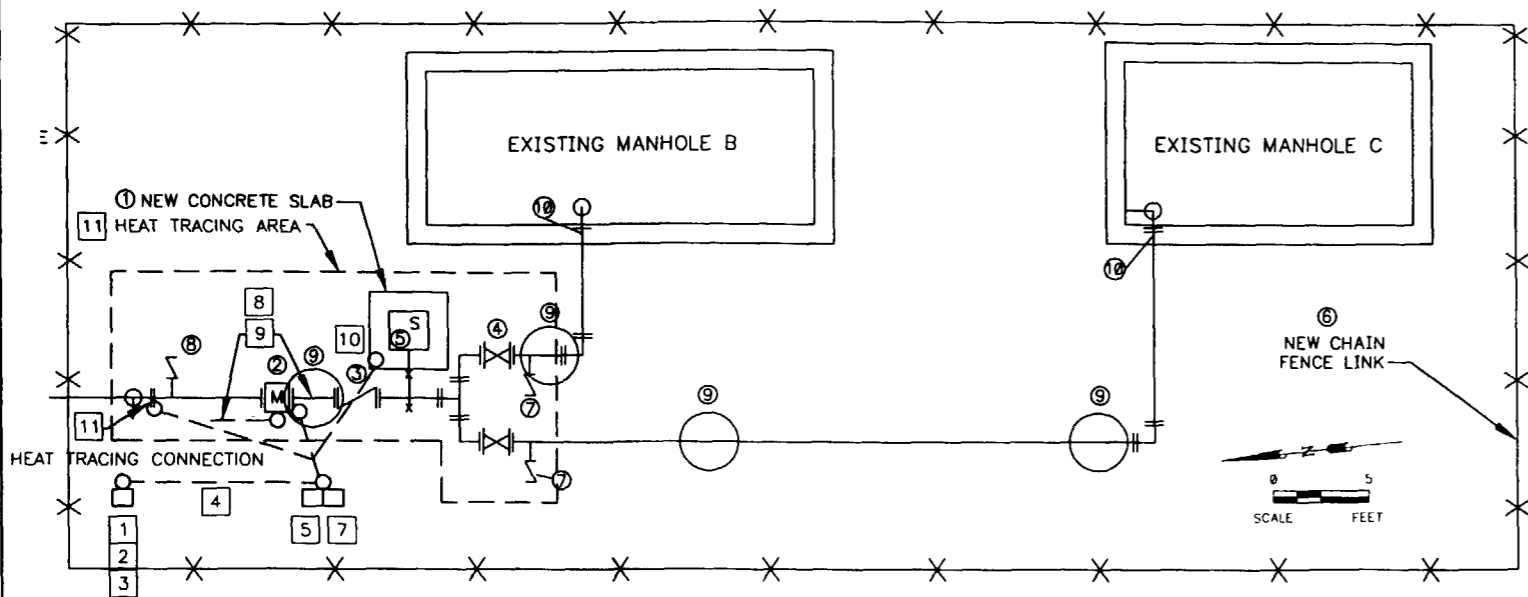 EXISTING MANHOLE B
EXISTING MANHOLE C
E
① NEW CONCRETE SLAB
11 HEAT TRACING AREA
10
10
8
9
10
S
5
4
9
6
NEW CHAIN
FENCE LINK
8
2
9
3
M
7
9
9
11
HEAT TRACING CONNECTION
7
4
5 7
1
2
3
N
0 5
SCALE FEET